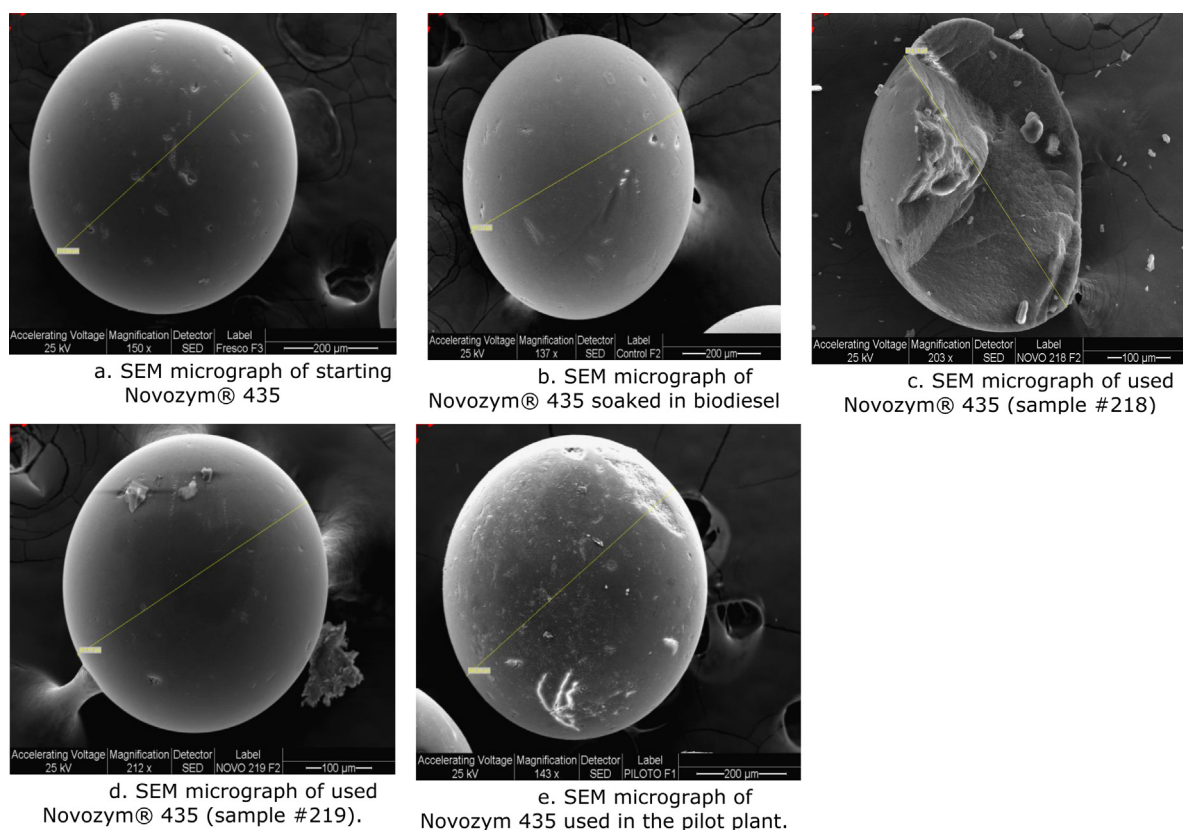 Accelerating Voltage Magnification Detector Label
25 kV 150 x SED Fresco F3 200 µm
a. SEM micrograph of starting
Novozym® 435
Accelerating Voltage Magnification Detector Label
25 kV 137 x SED Control F2 200 µm
b. SEM micrograph of
Novozym® 435 soaked in biodiesel
Accelerating Voltage Magnification Detector Label
25 kV 203 x SED NOVO 218 F2 100 µm
c. SEM micrograph of used
Novozym® 435 (sample #218)
Accelerating Voltage Magnification Detector Label
25 kV 212 x SED NOVO 219 F2 100 µm
d. SEM micrograph of used
Novozym® 435 (sample #219).
Accelerating Voltage Magnification Detector Label
25 kV 143 x SED PILOTO F1 200 µm
e. SEM micrograph of
Novozym 435 used in the pilot plant.